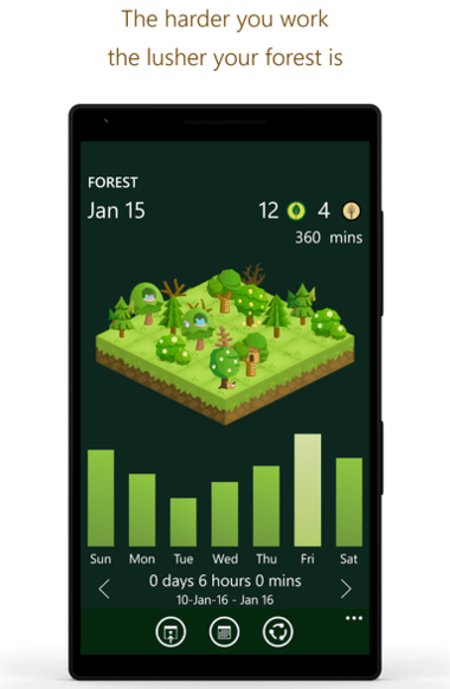 The harder you work
the lusher your forest is
FOREST
Jan 15
12 4
360 mins
Sun Mon Tue Wed Thu Fri Sat
0 days 6 hours 0 mins
10-Jan-16 - Jan 16